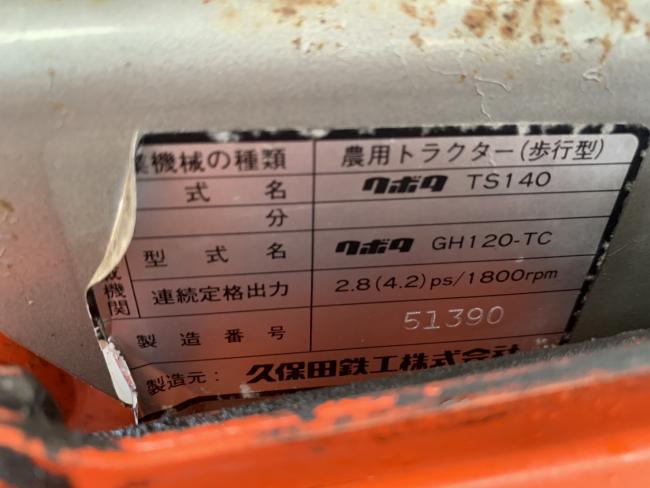 機械の種類 農用トラクター(歩行型)
式名 クボタ TS140
分
型式名 クボタ GH120-TC
機関 連続定格出力 2.8(4.2)ps/1800rpm
製造番号 51390
製造元: 久保田鉄工株式会社